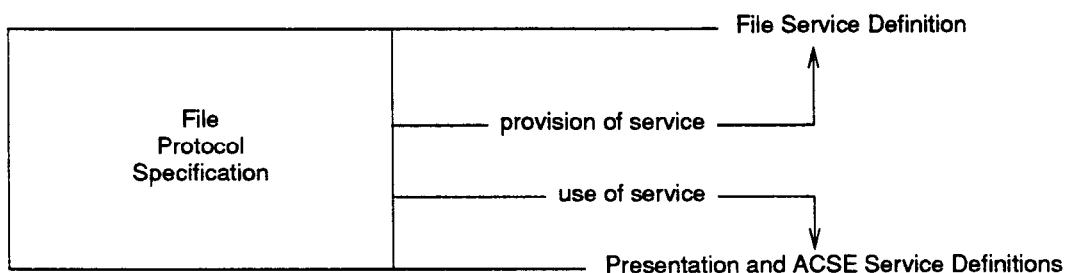 File Service Definition
File
Protocol
Specification
provision of service
use of service
Presentation and ACSE Service Definitions